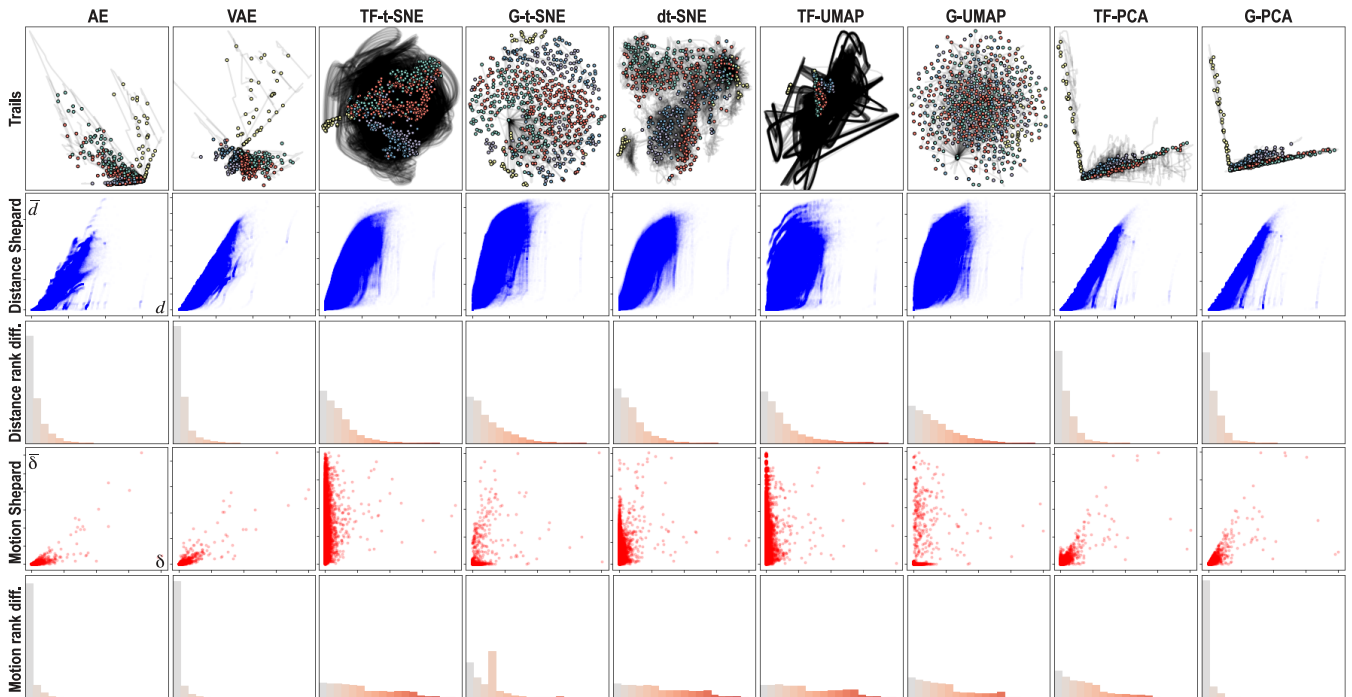 AE VAE TF-t-SNE G-t-SNE dt-SNE TF-UMAP G-UMAP TF-PCA G-PCA
Trails
Distance Shepard
d̅
d
Distance rank diff.
Motion Shepard
δ̅
δ
Motion rank diff.